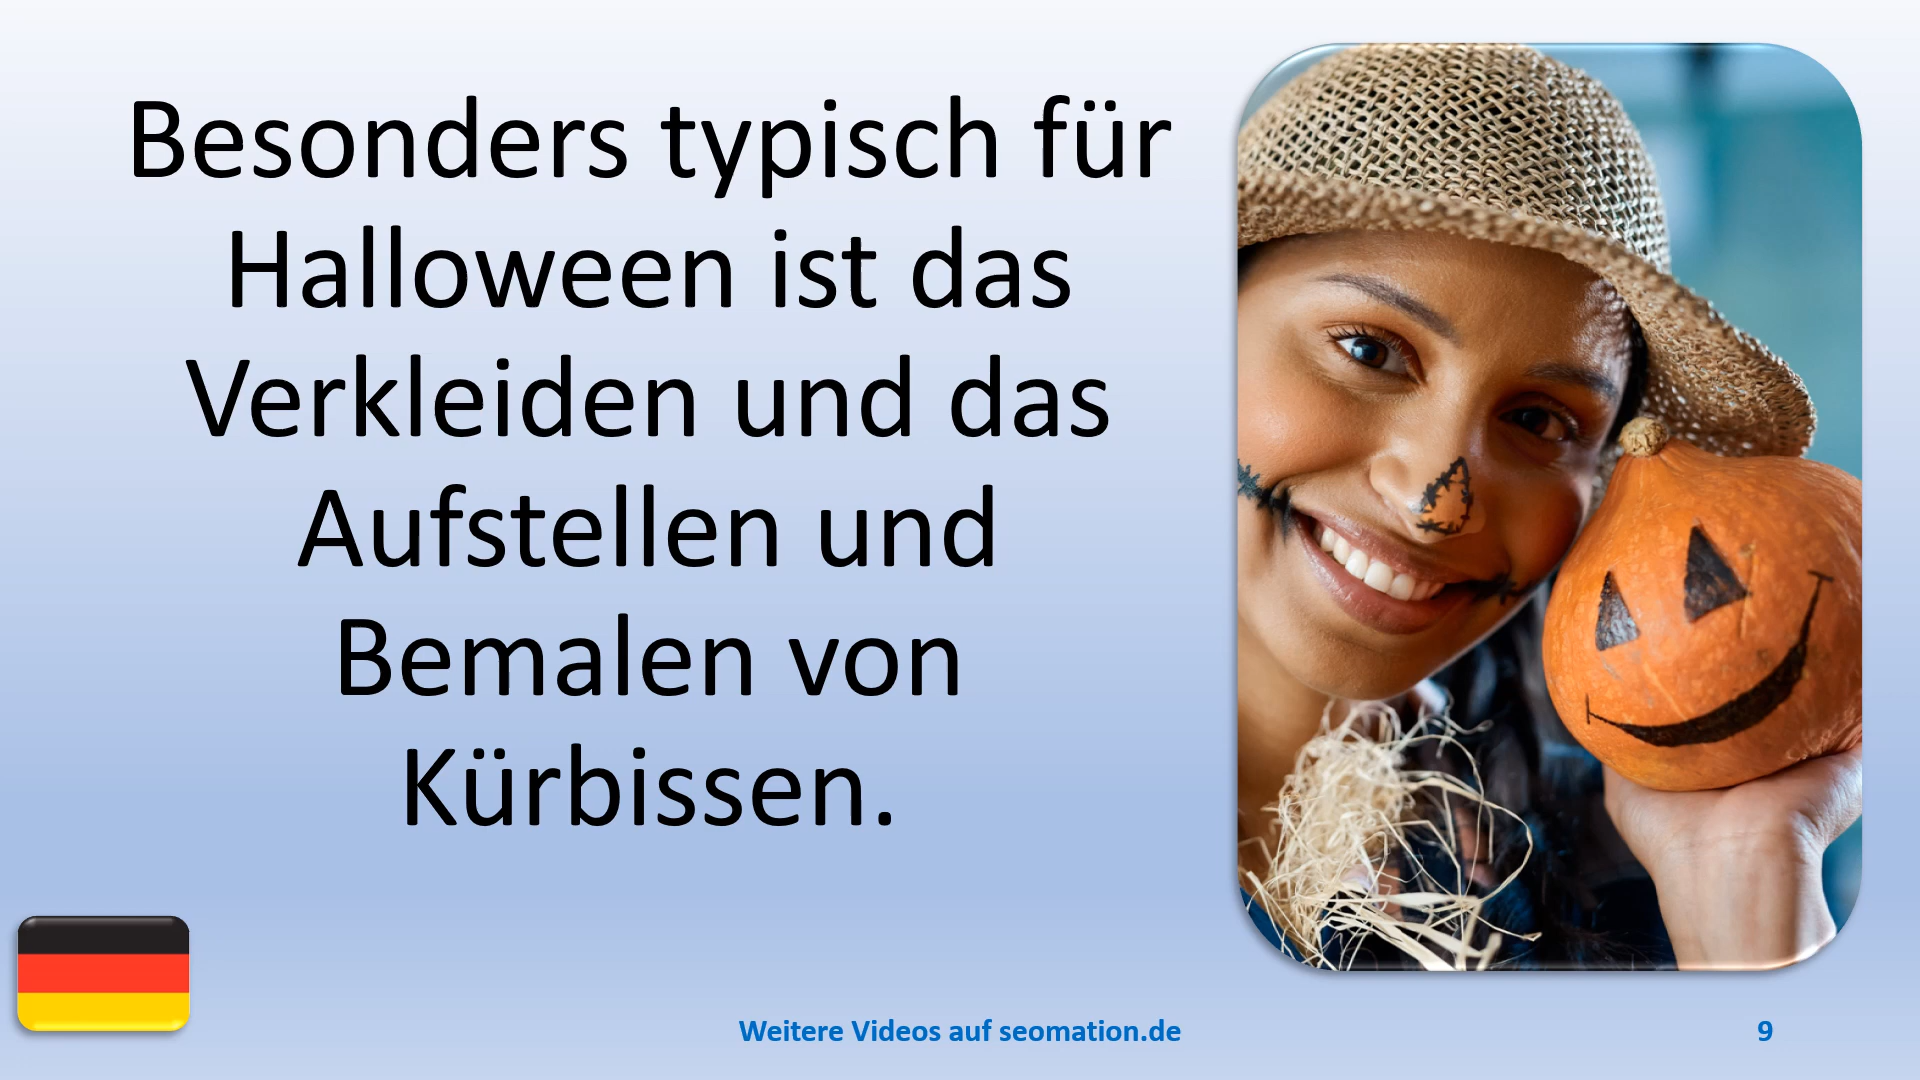 Besonders typisch für
Halloween ist das
Verkleiden und das
Aufstellen und
Bemalen von
Kürbissen.
Weitere Videos auf seomation.de
9